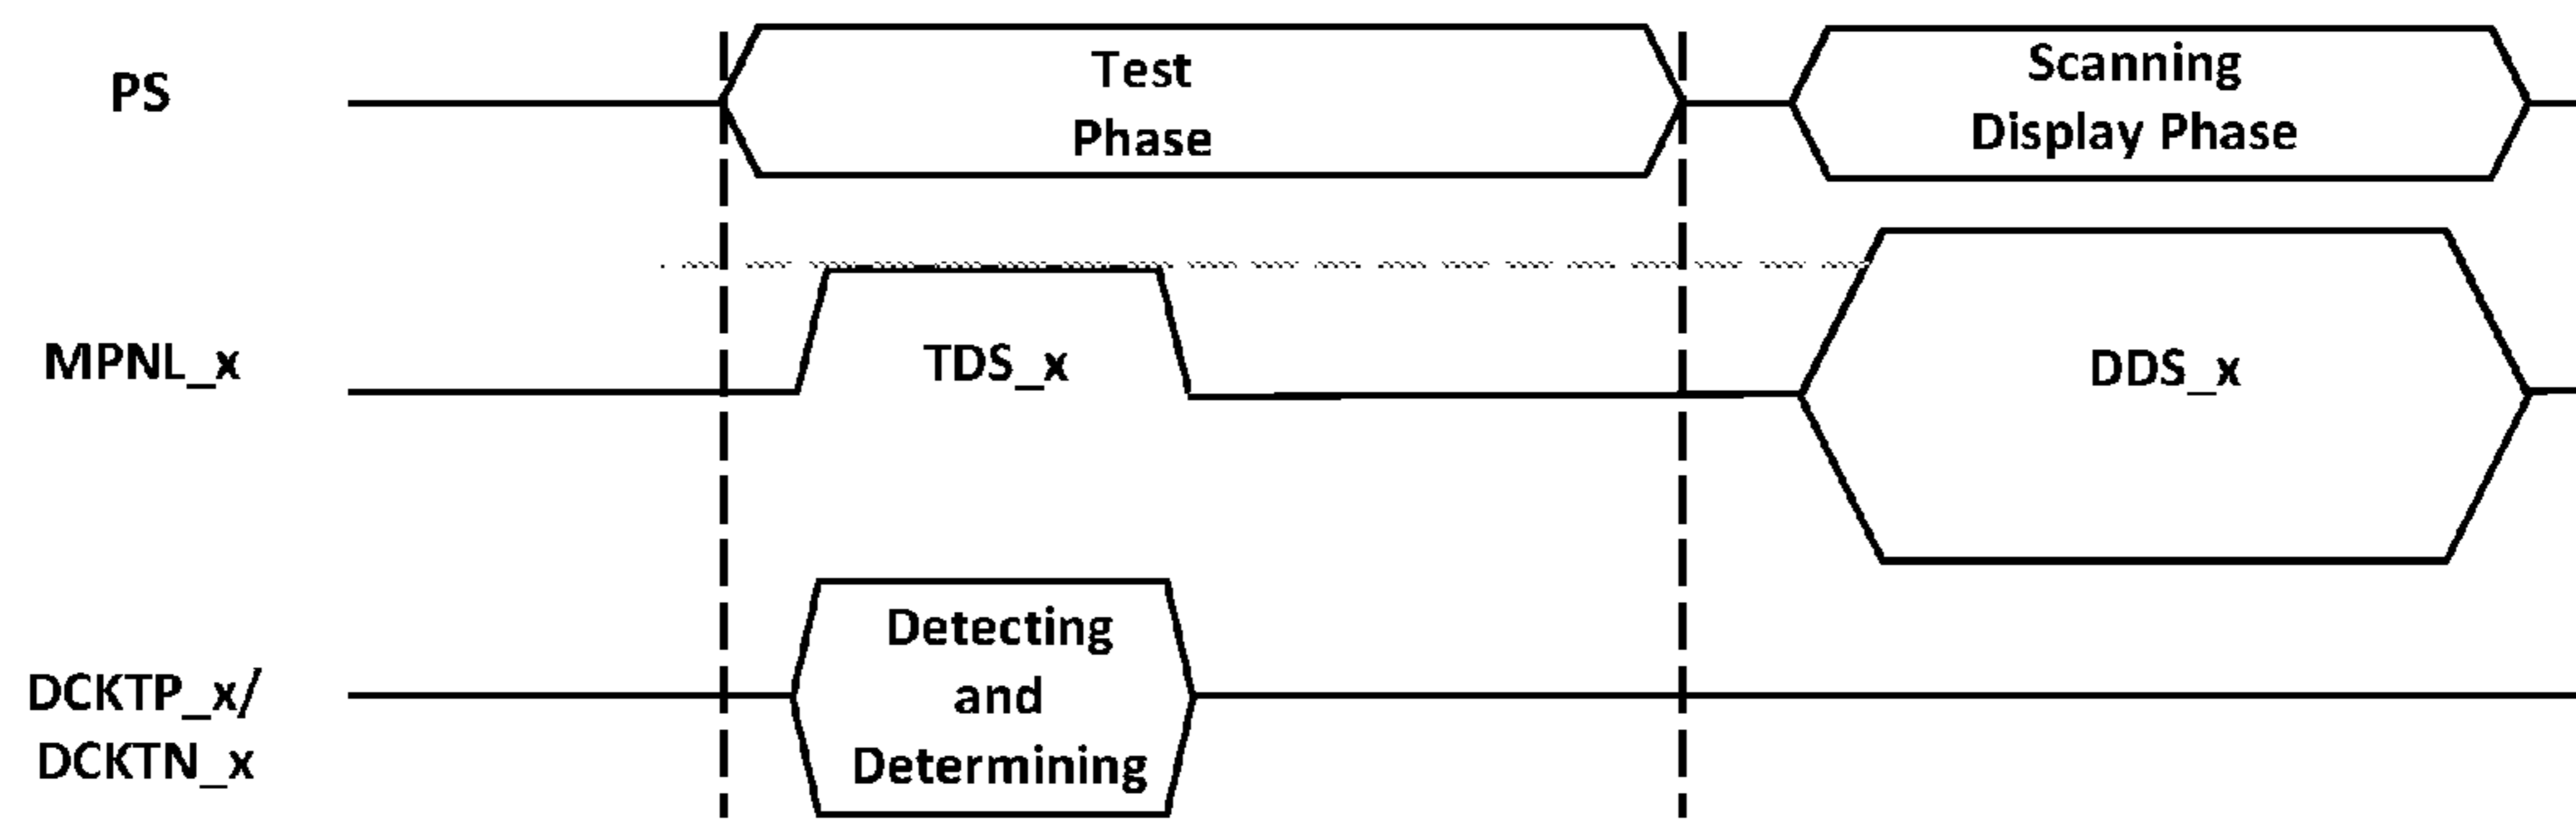 PS
Test
Phase
Scanning
Display Phase
MPNL_x
TDS_x
DDS_x
DCKTP_x/
DCKTN_x
Detecting
and
Determining